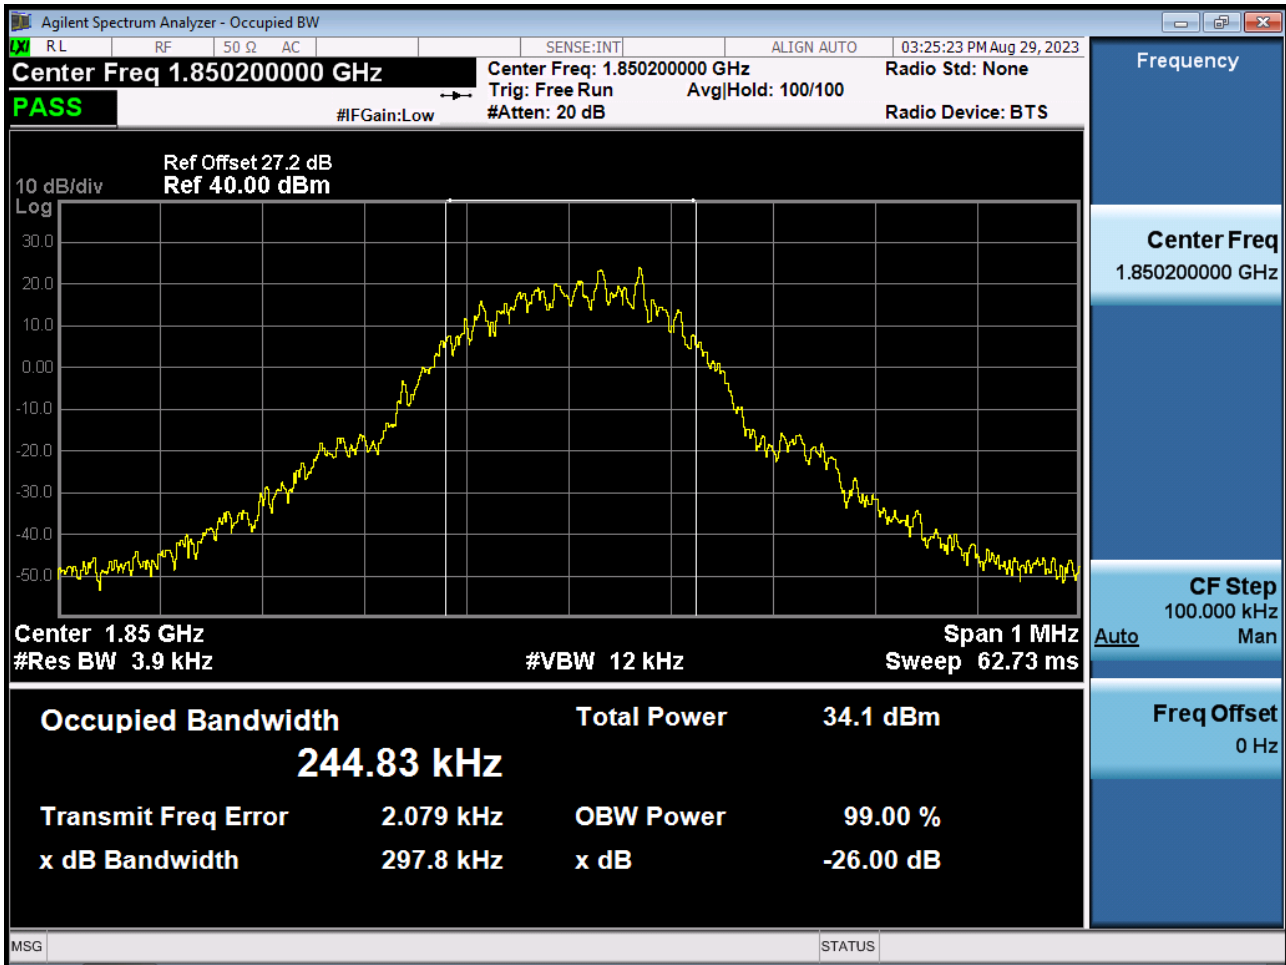 Agilent Spectrum Analyzer - Occupied BW
LXI RL RF 50 Ω AC SENSE:INT ALIGN AUTO 03:25:23 PM Aug 29, 2023
Center Freq 1.850200000 GHz
PASS
#IFGain:Low
Center Freq: 1.850200000 GHz
Trig: Free Run Avg|Hold: 100/100
#Atten: 20 dB
Radio Std: None
Radio Device: BTS
Ref Offset 27.2 dB
10 dB/div Ref 40.00 dBm
Log
30.0
20.0
10.0
0.00
-10.0
-20.0
-30.0
-40.0
-50.0
Center 1.85 GHz Span 1 MHz
#Res BW 3.9 kHz #VBW 12 kHz Sweep 62.73 ms
Occupied Bandwidth Total Power 34.1 dBm
244.83 kHz
Transmit Freq Error 2.079 kHz OBW Power 99.00 %
x dB Bandwidth 297.8 kHz x dB -26.00 dB
MSG STATUS
Frequency
Center Freq
1.850200000 GHz
CF Step
100.000 kHz
Auto Man
Freq Offset
0 Hz